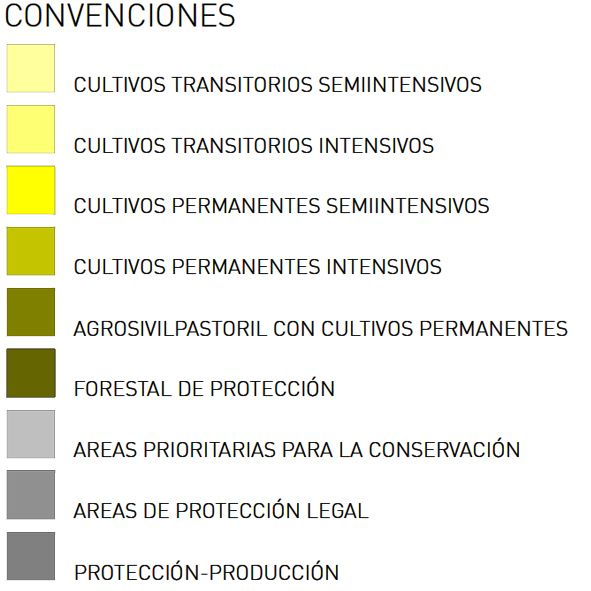 CONVENCIONES
CULTIVOS TRANSITORIOS SEMIINTENSIVOS
CULTIVOS TRANSITORIOS INTENSIVOS
CULTIVOS PERMANENTES SEMIINTENSIVOS
CULTIVOS PERMANENTES INTENSIVOS
AGROSIVILPASTORIL CON CULTIVOS PERMANENTES
FORESTAL DE PROTECCIÓN
AREAS PRIORITARIAS PARA LA CONSERVACIÓN
AREAS DE PROTECCIÓN LEGAL
PROTECCIÓN-PRODUCCIÓN